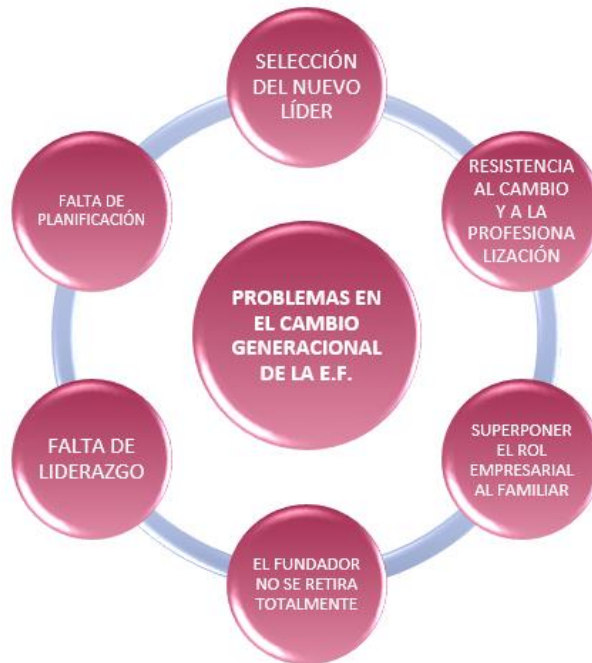 SELECCIÓN
DEL NUEVO
LÍDER
RESISTENCIA
AL CAMBIO
Y A LA
PROFESIONA
LIZACIÓN
SUPERPONER
EL ROL
EMPRESARIAL
AL FAMILIAR
EL FUNDADOR
NO SE RETIRA
TOTALMENTE
FALTA DE
LIDERAZGO
FALTA DE
PLANIFICACIÓN
PROBLEMAS EN
EL CAMBIO
GENERACIONAL
DE LA E.F.